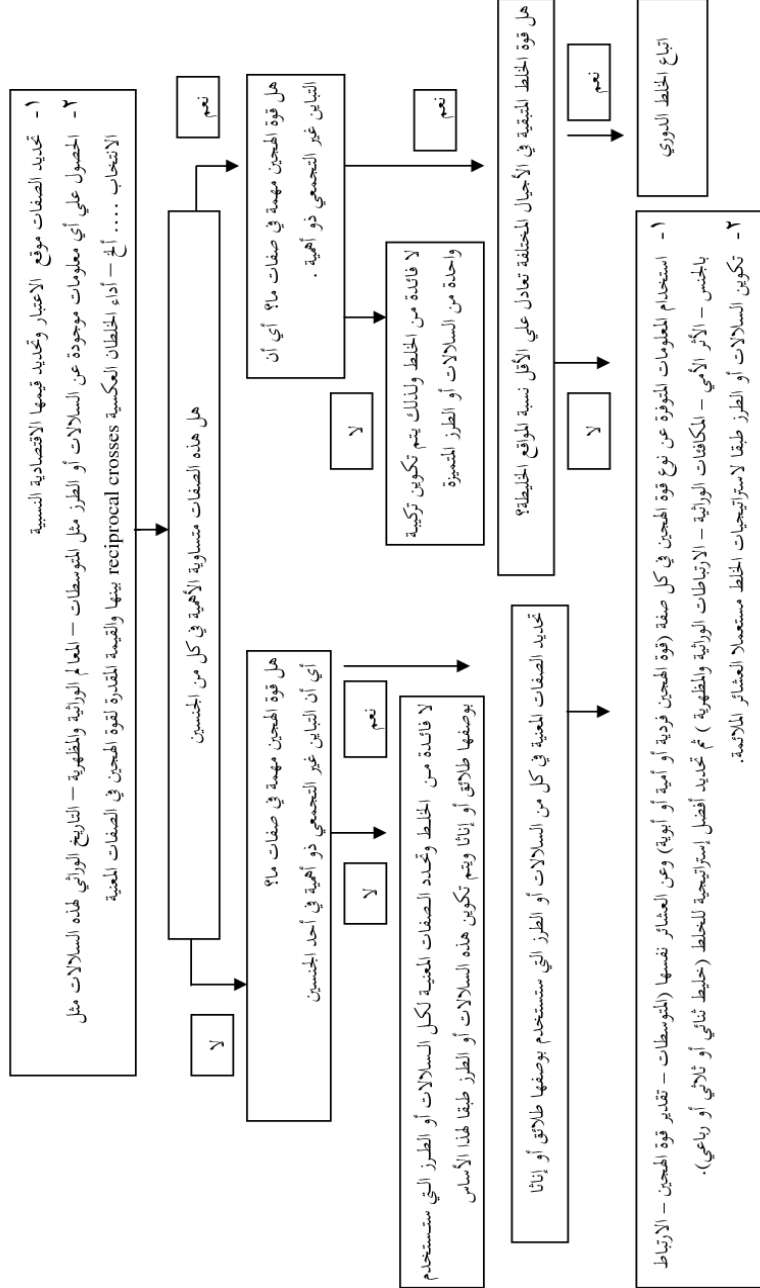 ١- تحديد الصفات موقع الاعتبار وتحديد قيمها الاقتصادية النسبية
٢- الحصول علي أي معلومات موجودة عن السلالات أو الطرز مثل المتوسطات – المعالم الوراثية والمظهرية – التاريخ الوراثي لهذه السلالات مثل
الانتخاب .... ألخ – أداء الخلطان العكسية reciprocal crosses بينها والقيمة المقدرة لقوة الهجين في الصفات المعنية
هل هذه الصفات متساوية الأهمية في كل من الجنسين
نعم
لا
هل قوة الهجين مهمة في صفات ما؟ أي أن
التباين غير التجمعي ذو أهمية .
هل قوة الهجين مهمة في صفات ما؟
أي أن التباين غير التجمعي ذو أهمية في أحد الجنسين
نعم
لا
نعم
لا
لا فائدة من الخلط ولذلك يتم تكوين تركيبة
واحدة من السلالات أو الطرز المتميزة
لا فائدة من الخلط وتحدد الصفات المعنية لكل السلالات أو الطرز التي ستستخدم
بوصفها طلائق أو إناثا ويتم تكوين هذه السلالات أو الطرز طبقا لهذا الأساس
هل قوة الخلط المتبقية في الأجيال المختلفة تعادل علي الأقل نسبة المواقع الخليطة؟
تحديد الصفات المعنية في كل من السلالات أو الطرز التي ستستخدم بوصفها طلائق أو إناثا
نعم
لا
اتباع الخلط الدوري
١- استخدام المعلومات المتوفرة عن نوع قوة الهجين في كل صفة (قوة الهجين فردية أو أمية أو أبوية) وعن العشائر نفسها (المتوسطات – تقدير قوة الهجين – الارتباط
بالجنس – الأثر الأمي – المكافئات الوراثية – الارتباطات الوراثية والمظهرية ) ثم تحديد أفضل إستراتيجية للخلط (خليط ثنائي أو ثلاثي أو رباعي).
٢- تكوين السلالات أو الطرز طبقا لاستراتيجيات الخلط مستعملا العشائر الملائمة.